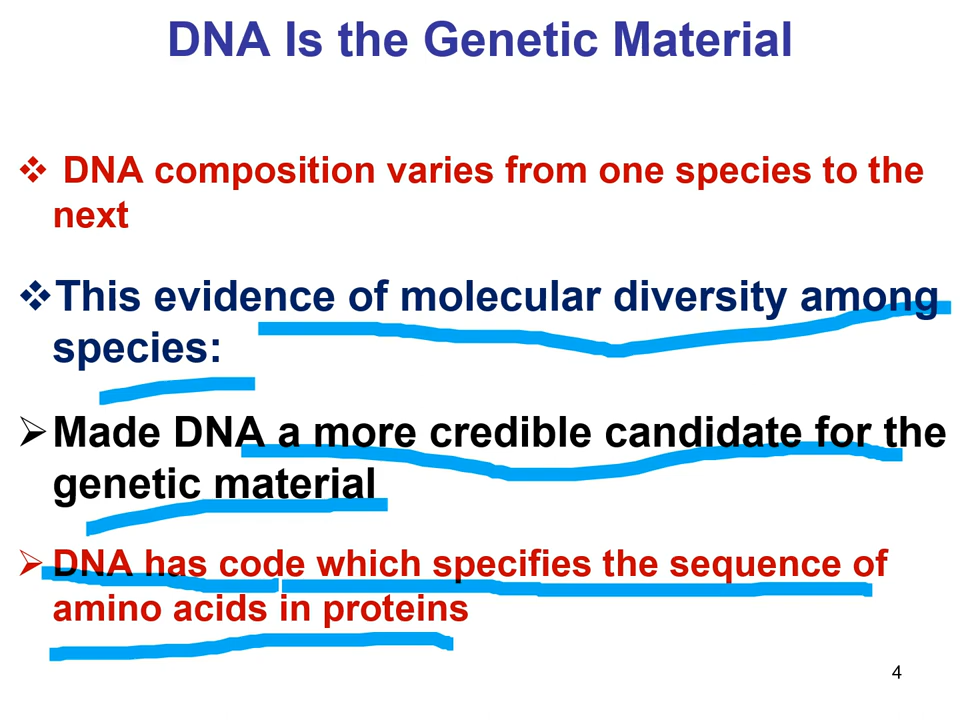 DNA Is the Genetic Material
❖ DNA composition varies from one species to the
next
❖This evidence of molecular diversity among
species:
➢Made DNA a more credible candidate for the
genetic material
➢DNA has code which specifies the sequence of
amino acids in proteins
4